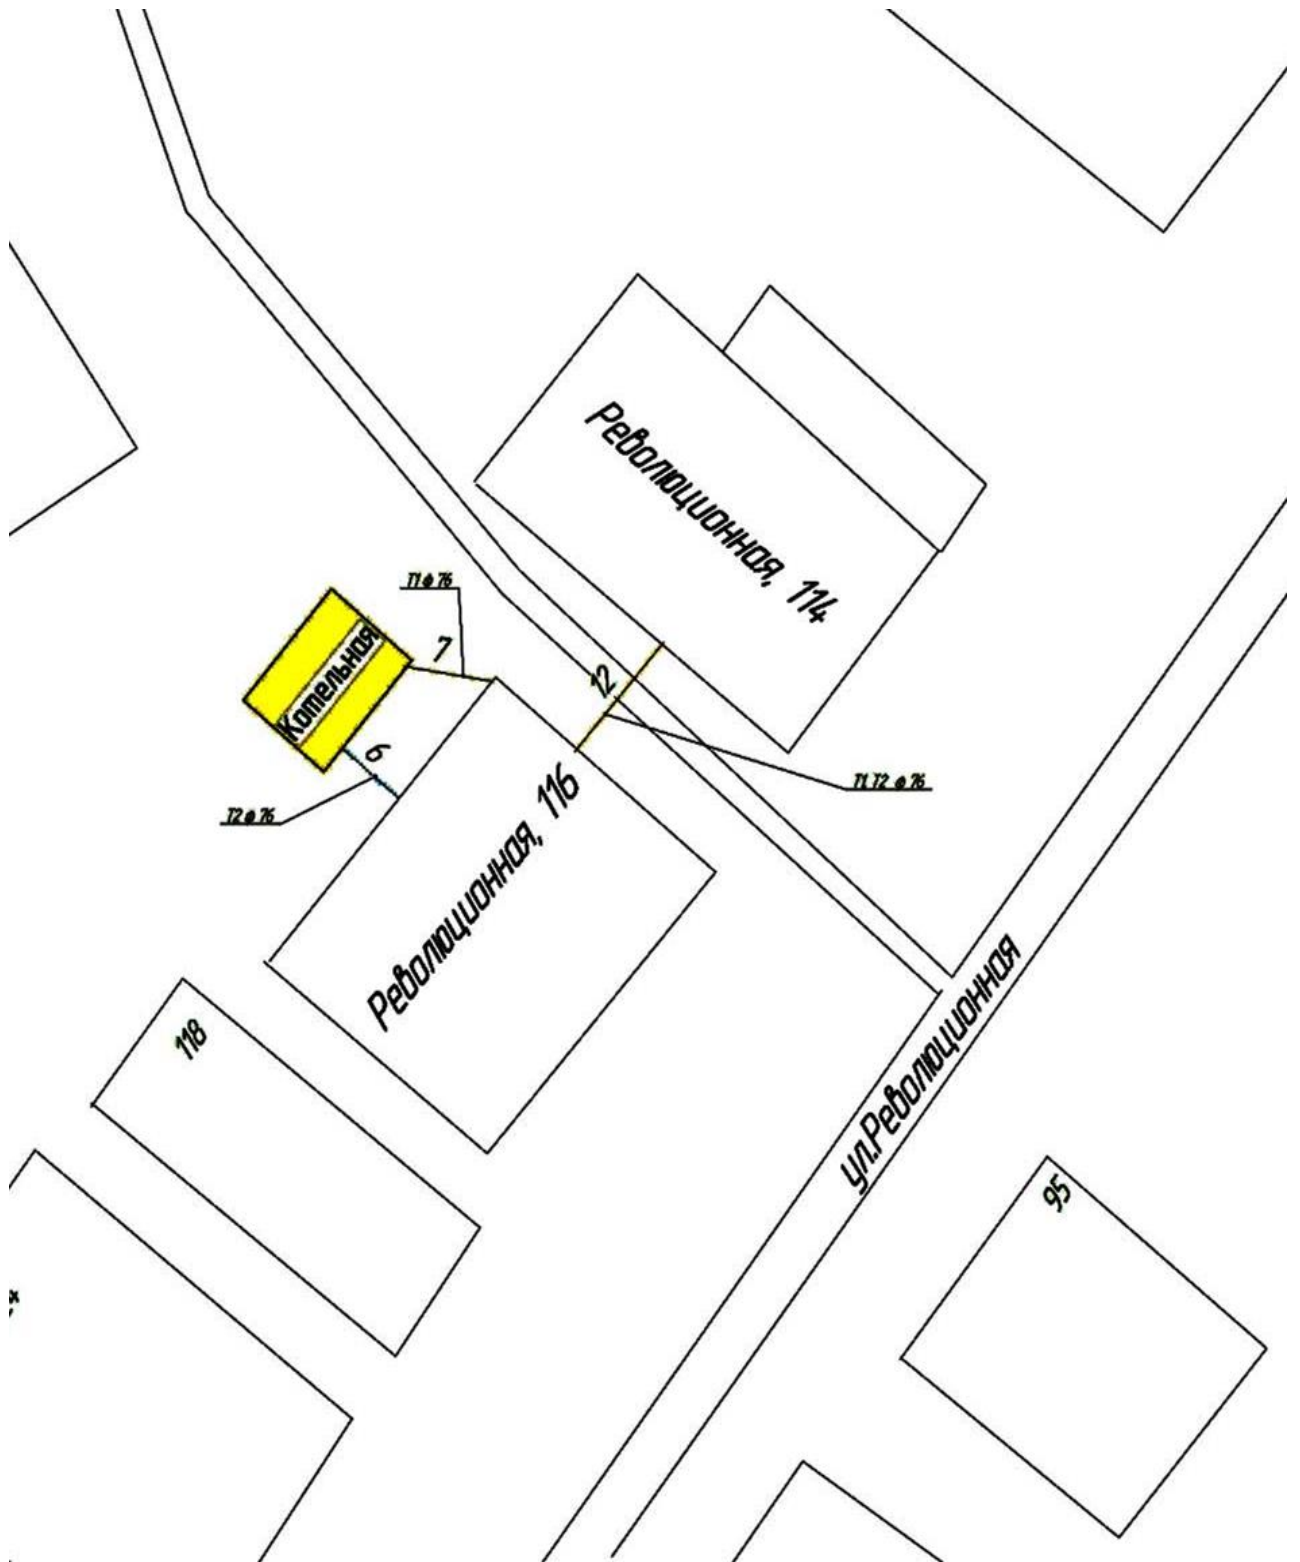 Революционная, 114
Т1 ф 76
7
Котельная
12
6
Т1 Т2 ф 76
Т2 ф 76
Революционная, 116
ул.Революционная
118
95